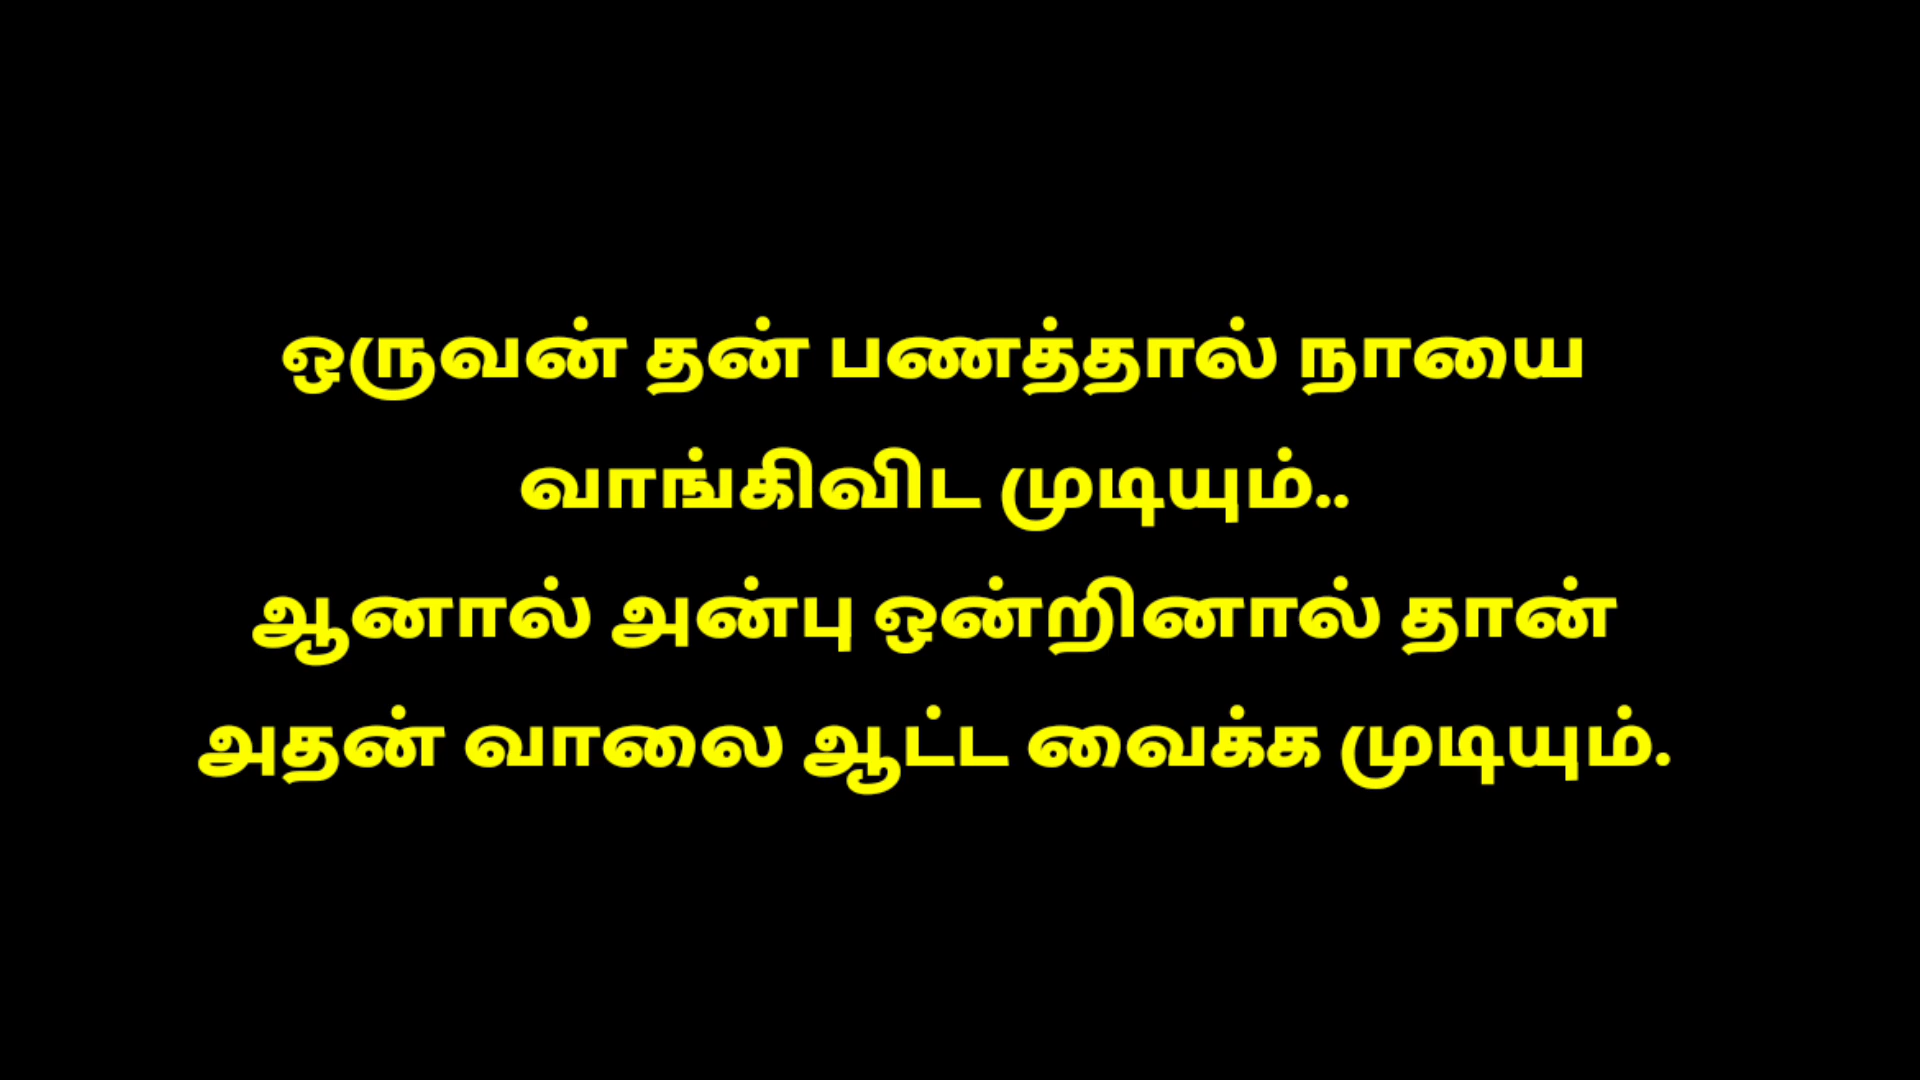 ஒருவன் தன் பணத்தால் நாயை
வாங்கிவிட முடியும்..
ஆனால் அன்பு ஒன்றினால் தான்
அதன் வாலை ஆட்ட வைக்க முடியும்.